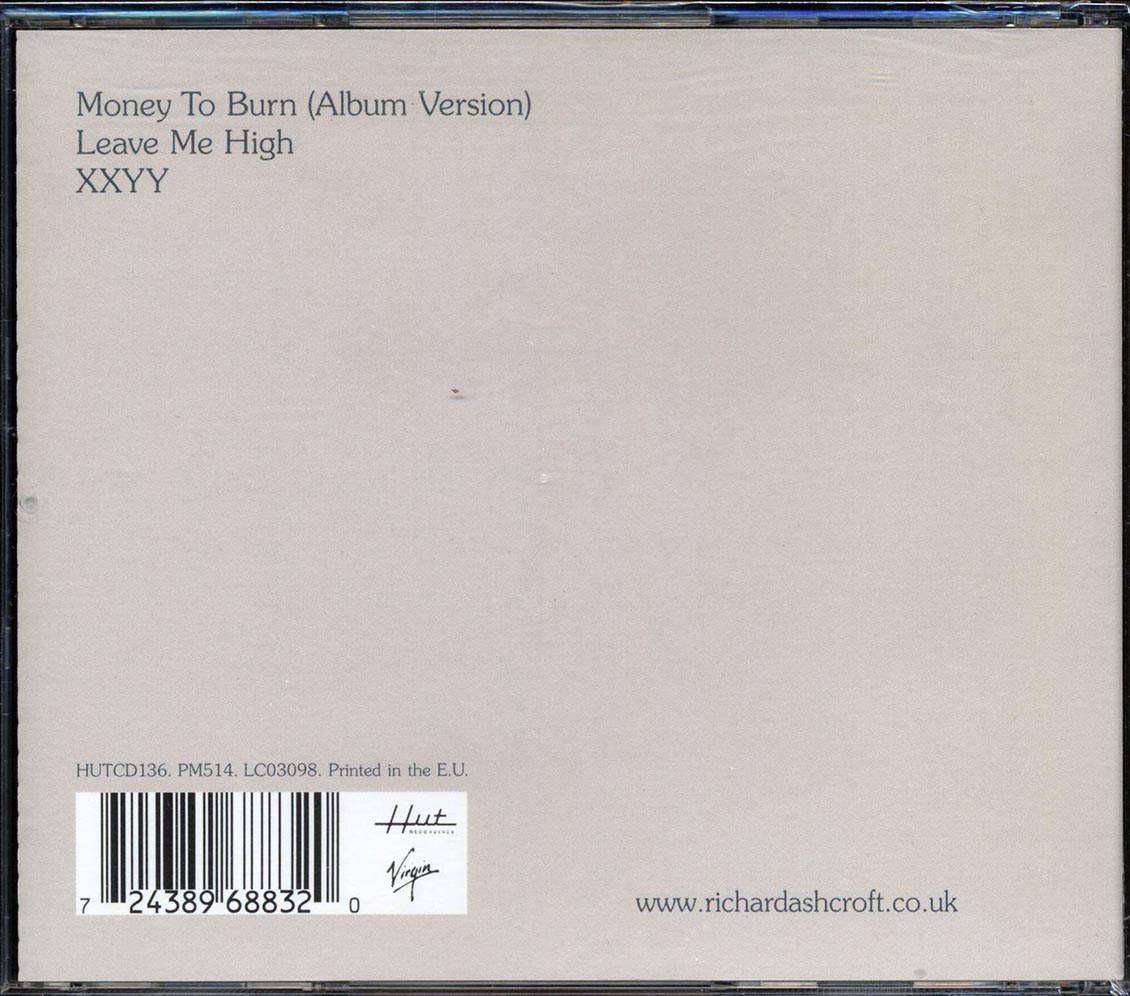 Money To Burn (Album Version)
Leave Me High
XXYY
HUTCD136. PM514. LC03098. Printed in the E.U.
Hut
RECORDINGS
Virgin
7 24389 68832 0
www.richardashcroft.co.uk